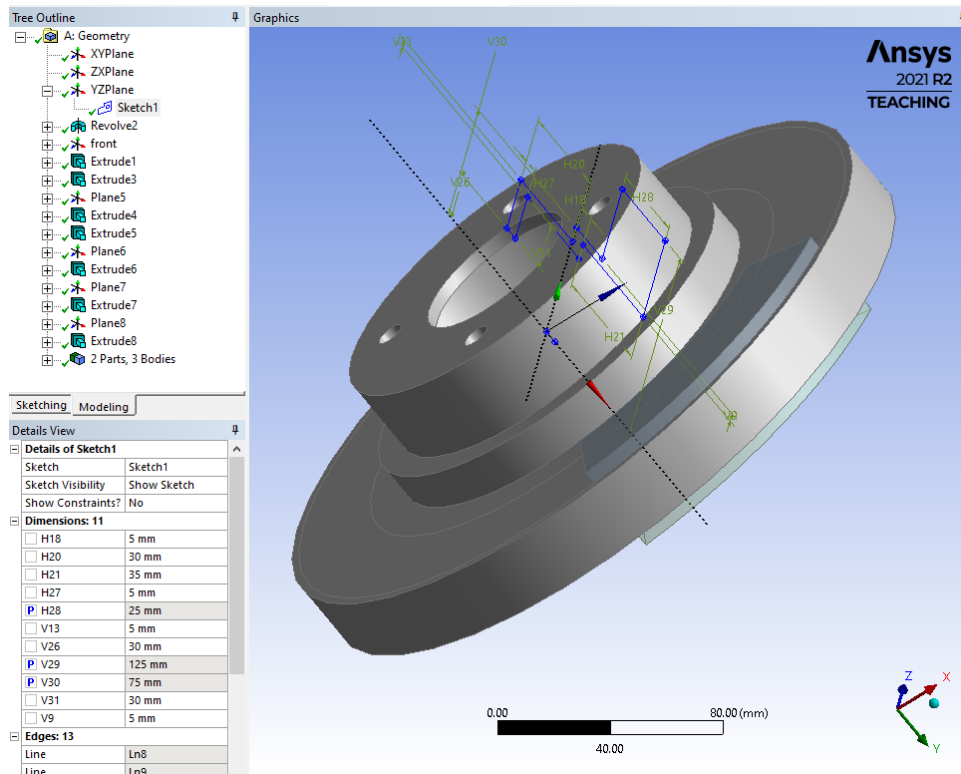 Tree Outline
A: Geometry
XYPlane
ZXPlane
YZPlane
Sketch1
Revolve2
front
Extrude1
Extrude3
Plane5
Extrude4
Extrude5
Plane6
Extrude6
Plane7
Extrude7
Plane8
Extrude8
2 Parts, 3 Bodies
Sketching Modeling
Details View
Details of Sketch1
Sketch Sketch1
Sketch Visibility Show Sketch
Show Constraints? No
Dimensions: 11
H18 5 mm
H20 30 mm
H21 35 mm
H27 5 mm
P H28 25 mm
V13 5 mm
V26 30 mm
P V29 125 mm
P V30 75 mm
V31 30 mm
V9 5 mm
Edges: 13
Line Ln8
Line Ln9
Graphics
Ansys
2021 R2
TEACHING
V13
V30
H20
V26
H27
H18
H28
H21
V9
0.00 80.00 (mm)
40.00
Z
X
Y